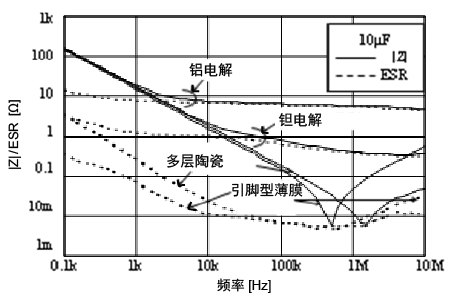 1k
100
10
1
0.1
10m
1m
|Z|/ESR [Ω]
10μF
|Z|
ESR
铝电解
钽电解
多层陶瓷
引脚型薄膜
0.1k
1k
10k
100k
1M
10M
频率 [Hz]